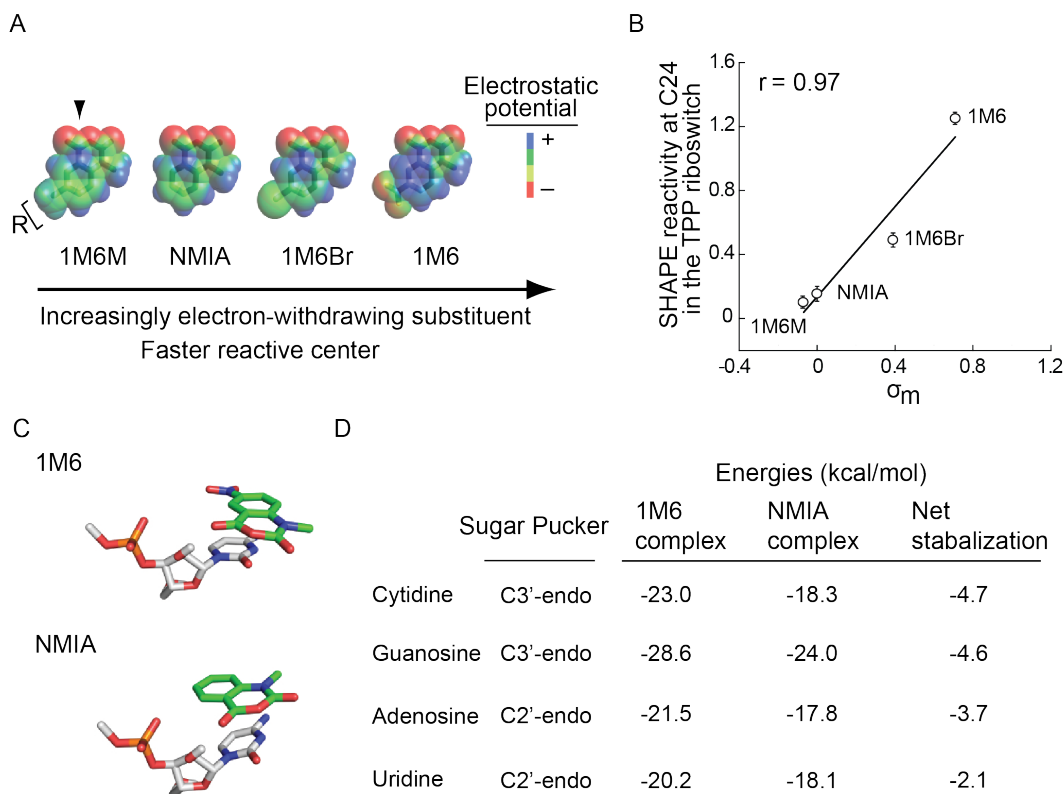 A
Electrostatic
potential
+
−
R
1M6M NMIA 1M6Br 1M6
Increasingly electron-withdrawing substituent
Faster reactive center
B
SHAPE reactivity at C24
in the TPP riboswitch
1.6
1.2
0.8
0.4
0
r = 0.97
1M6
1M6Br
NMIA
1M6M
-0.4 0 0.4 0.8 1.2
σm
C
1M6
NMIA
D
Energies (kcal/mol)
Sugar Pucker 1M6 complex NMIA complex Net stabalization
Cytidine C3’-endo -23.0 -18.3 -4.7
Guanosine C3’-endo -28.6 -24.0 -4.6
Adenosine C2’-endo -21.5 -17.8 -3.7
Uridine C2’-endo -20.2 -18.1 -2.1